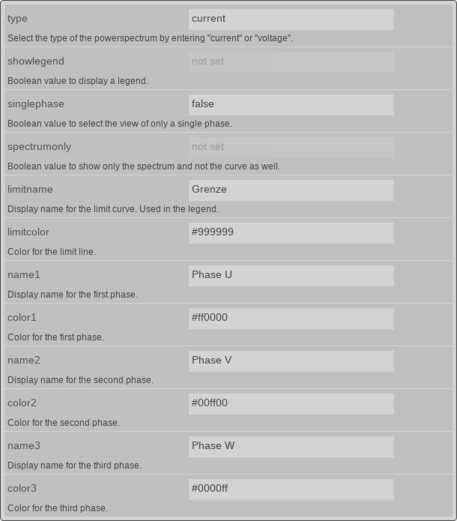 type current
Select the type of the powerspectrum by entering "current" or "voltage".
showlegend not set
Boolean value to display a legend.
singlephase false
Boolean value to select the view of only a single phase.
spectrumonly not set
Boolean value to show only the spectrum and not the curve as well.
limitname Grenze
Display name for the limit curve. Used in the legend.
limitcolor #999999
Color for the limit line.
name1 Phase U
Display name for the first phase.
color1 #ff0000
Color for the first phase.
name2 Phase V
Display name for the second phase.
color2 #00ff00
Color for the second phase.
name3 Phase W
Display name for the third phase.
color3 #0000ff
Color for the third phase.